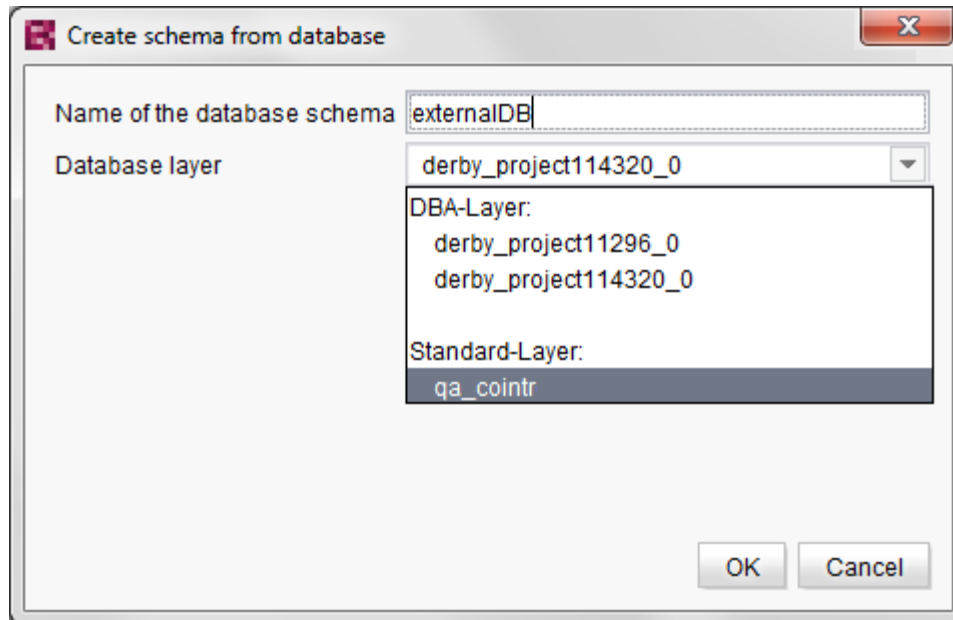 Create schema from database
Name of the database schema externalDB
Database layer derby_project114320_0
DBA-Layer:
derby_project11296_0
derby_project114320_0
Standard-Layer:
qa_cointr
OK Cancel